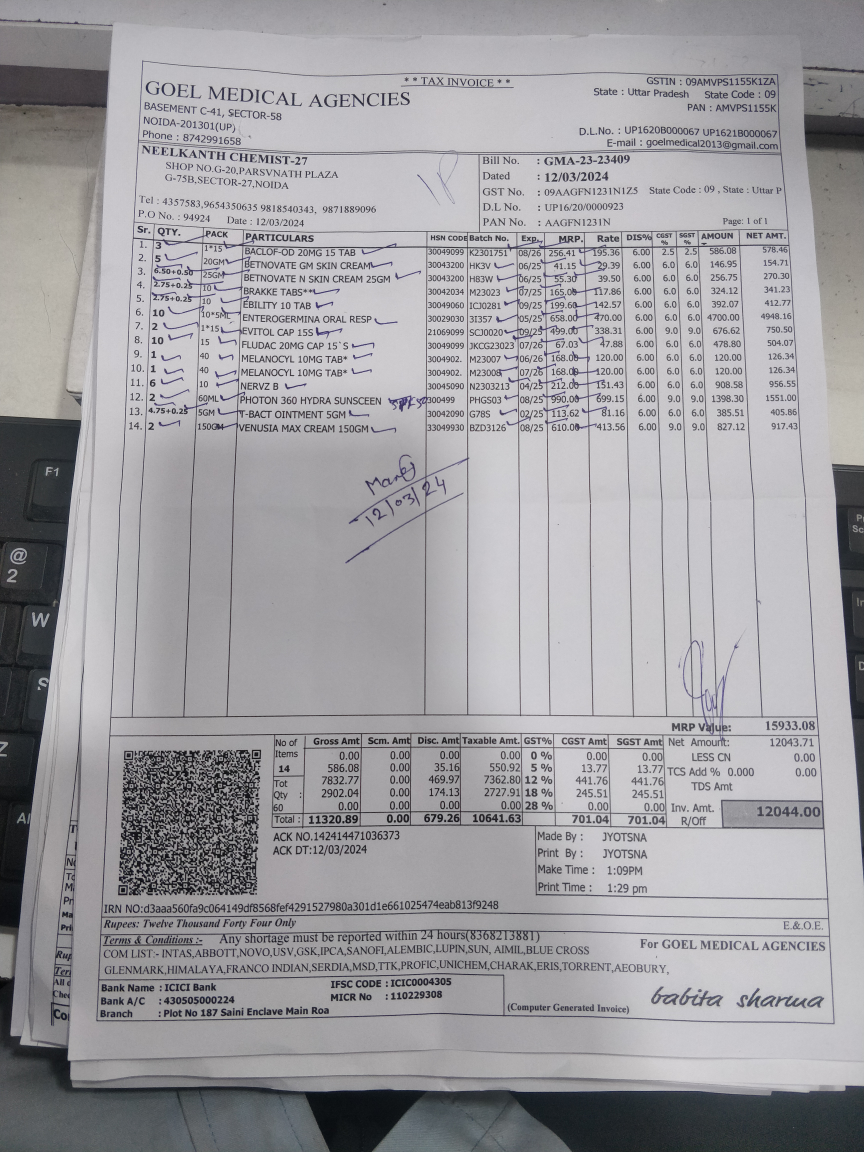 * * TAX INVOICE * *
GOEL MEDICAL AGENCIES
BASEMENT C-41, SECTOR-58
NOIDA-201301(UP)
Phone : 8742991658
GSTIN : 09AMVPS1155K1ZA
State : Uttar Pradesh State Code : 09
PAN : AMVPS1155K
D.L.No. : UP1620B000067 UP1621B000067
E-mail : goelmedical2013@gmail.com
NEELKANTH CHEMIST-27
SHOP NO.G-20,PARSVNATH PLAZA
G-75B,SECTOR-27,NOIDA
Tel : 4357583,9654350635 9818540343, 9871889096
P.O No. : 94924 Date : 12/03/2024
Bill No. : GMA-23-23409
Dated : 12/03/2024
GST No. : 09AAGFN1231N1Z5 State Code : 09 , State : Uttar P
D.L No. : UP16/20/0000923
PAN No. : AAGFN1231N Page: 1 of 1
Sr. QTY. PACK PARTICULARS HSN CODE Batch No. Exp. MRP. Rate DIS% CGST % SGST % AMOUN NET AMT.
1. 3 1*15 BACLOF-OD 20MG 15 TAB 30049099 K2301751 08/26 256.41 195.36 6.00 2.5 2.5 586.08 578.46
2. 5 20GM BETNOVATE GM SKIN CREAM 30043200 HK3V 06/25 41.15 29.39 6.00 6.0 6.0 146.95 154.71
3. 6.50+0.50 25GM BETNOVATE N SKIN CREAM 25GM 30043200 H83W 06/25 55.30 39.50 6.00 6.0 6.0 256.75 270.30
4. 2.75+0.25 10 BRAKKE TABS** 30042034 M23023 07/25 165.00 117.86 6.00 6.0 6.0 324.12 341.23
5. 2.75+0.25 10 EBILITY 10 TAB 30049060 ICJ0281 09/25 199.60 142.57 6.00 6.0 6.0 392.07 412.77
6. 10 10*5ML ENTEROGERMINA ORAL RESP 30029030 3I357 05/25 658.00 470.00 6.00 6.0 6.0 4700.00 4948.16
7. 2 1*15 EVITOL CAP 15S 21069099 SCJ0020 09/25 499.00 338.31 6.00 9.0 9.0 676.62 750.50
8. 10 15 FLUDAC 20MG CAP 15`S 30049099 JKCG23023 07/26 67.03 47.88 6.00 6.0 6.0 478.80 504.07
9. 1 40 MELANOCYL 10MG TAB* 3004902. M23007 06/26 168.00 120.00 6.00 6.0 6.0 120.00 126.34
10. 1 40 MELANOCYL 10MG TAB* 3004902. M23008 07/26 168.00 120.00 6.00 6.0 6.0 120.00 126.34
11. 6 10 NERVZ B 30045090 N2303213 04/25 212.00 151.43 6.00 6.0 6.0 908.58 956.55
12. 2 60ML PHOTON 360 HYDRA SUNSCEEN 300499 PHGS03 08/25 990.00 699.15 6.00 9.0 9.0 1398.30 1551.00
13. 4.75+0.25 5GM T-BACT OINTMENT 5GM 30042090 G78S 02/25 113.62 81.16 6.00 6.0 6.0 385.51 405.86
14. 2 150GM VENUSIA MAX CREAM 150GM 33049930 BZD3126 08/25 610.00 413.56 6.00 9.0 9.0 827.12 917.43
12/03/24
MRP Value: 15933.08
No of Items 14 Tot Qty : 60
Gross Amt Scm. Amt Disc. Amt Taxable Amt. GST% CGST Amt SGST Amt
0.00 0.00 0.00 0.00 0 % 0.00 0.00
586.08 0.00 35.16 550.92 5 % 13.77 13.77
7832.77 0.00 469.97 7362.80 12 % 441.76 441.76
2902.04 0.00 174.13 2727.91 18 % 245.51 245.51
0.00 0.00 0.00 0.00 28 % 0.00 0.00
Total : 11320.89 0.00 679.26 10641.63 701.04 701.04
Net Amount: 12043.71
LESS CN 0.00
TCS Add % 0.000 0.00
TDS Amt
Inv. Amt. R/Off 12044.00
ACK NO.142414471036373
ACK DT:12/03/2024
Made By : JYOTSNA
Print By : JYOTSNA
Make Time : 1:09PM
Print Time : 1:29 pm
IRN NO:d3aaa560fa9c064149df8568fef4291527980a301d1e661025474eab813f9248
Rupees: Twelve Thousand Forty Four Only
E.&.O.E.
Terms & Conditions :- Any shortage must be reported within 24 hours(8368213881)
COM LIST:- INTAS,ABBOTT,NOVO,USV,GSK,IPCA,SANOFI,ALEMBIC,LUPIN,SUN, AIMIL,BLUE CROSS
GLENMARK,HIMALAYA,FRANCO INDIAN,SERDIA,MSD,TTK,PROFIC,UNICHEM,CHARAK,ERIS,TORRENT,AEOBURY,
For GOEL MEDICAL AGENCIES
Bank Name : ICICI Bank IFSC CODE : ICIC0004305
Bank A/C : 430505000224 MICR No : 110229308
Branch : Plot No 187 Saini Enclave Main Roa
(Computer Generated Invoice)
babita sharma
F1
@
2
W
S
Z